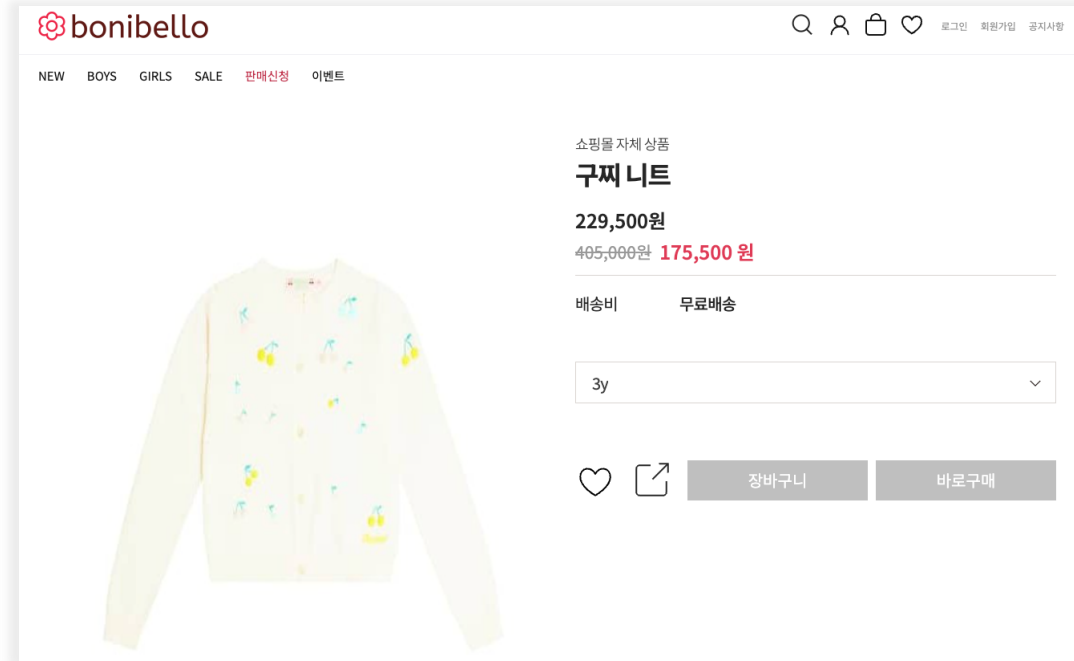 bonibello
로그인 회원가입 공지사항
NEW BOYS GIRLS SALE 판매신청 이벤트
쇼핑몰 자체 상품
구찌 니트
229,500원
405,000원 175,500 원
배송비 무료배송
3y
장바구니 바로구매